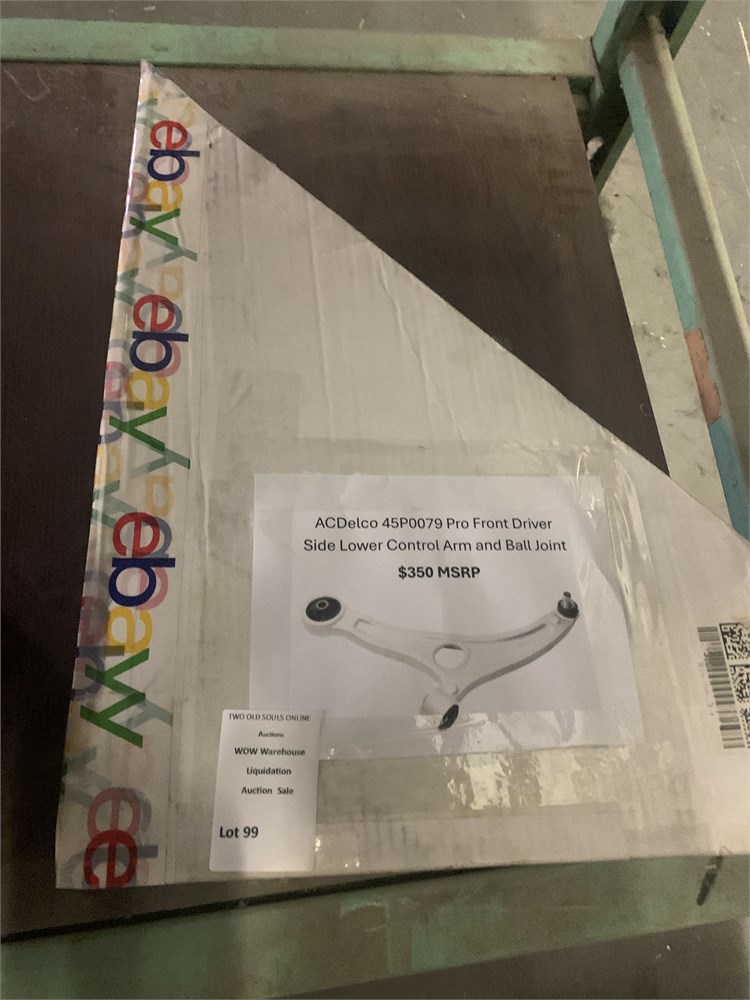 ebay
ebay
ebay
e
ACDelco 45P0079 Pro Front Driver
Side Lower Control Arm and Ball Joint
$350 MSRP
TWO OLD SOULS ONLINE
Auctions
WOW Warehouse
Liquidation
Auction Sale
Lot 99